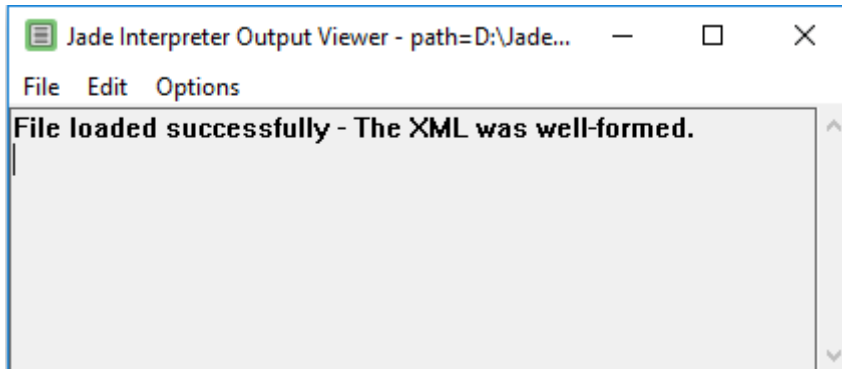 Jade Interpreter Output Viewer - path=D:\Jade...
File Edit Options
File loaded successfully - The XML was well-formed.